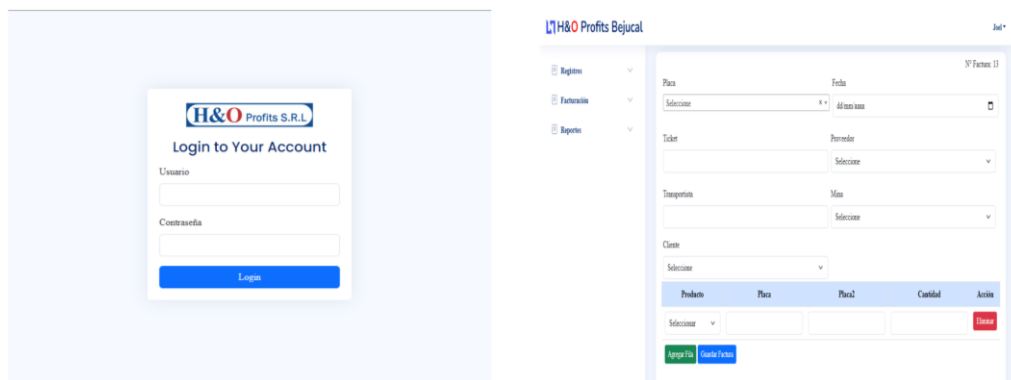 H&O Profits S.R.L
Login to Your Account
Usuario
Contraseña
Login
H&O Profits Bejucal
Joel
Registros
Facturación
Reportes
Nº Factura: 13
Placa
Fecha
Seleccione
x
dd/mm/aaaa
Ticket
Proveedor
Seleccione
Transportista
Mina
Seleccione
Cliente
Seleccione
Producto Placa Placa2 Cantidad Acción
Seleccionar
Eliminar
Agregar Fila Guardar Factura